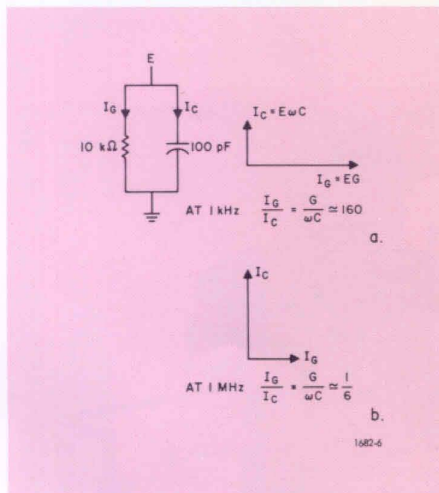 E
I_G I_C
10 kΩ 100 pF
I_C = EωC
I_G = EG
AT 1 kHz I_G/I_C = G/ωC ≃ 160
a.
I_C
I_G
AT 1 MHz I_G/I_C = G/ωC ≃ 1/6
b.
1682-6